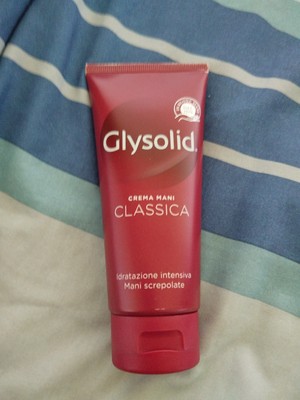 Glysolid®
CREMA MANI
CLASSICA
Idratazione intensiva
Mani screpolate